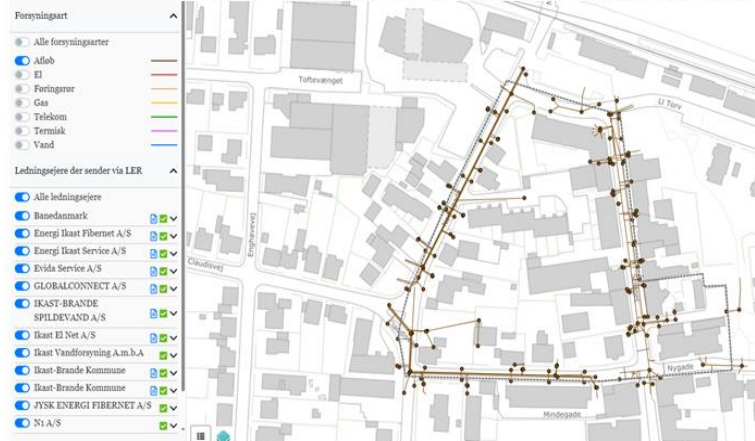 Forsyningsart
Alle forsyningsarter
Afløb
El
Føringsrør
Gas
Telekom
Termisk
Vand
Ledningsejere der sender via LER
Alle ledningsejere
Banedanmark
Energi Ikast Fibernet A/S
Energi Ikast Service A/S
Evida Service A/S
GLOBALCONNECT A/S
IKAST-BRANDE
SPILDEVAND A/S
Ikast El Net A/S
Ikast Vandforsyning A.m.b.A
Ikast-Brande Kommune
Ikast-Brande Kommune
JYSK ENERGI FIBERNET A/S
N1 A/S
Toftevænget
Ll Torv
Enghavevej
Claudisvej
Nygade
Mindegade